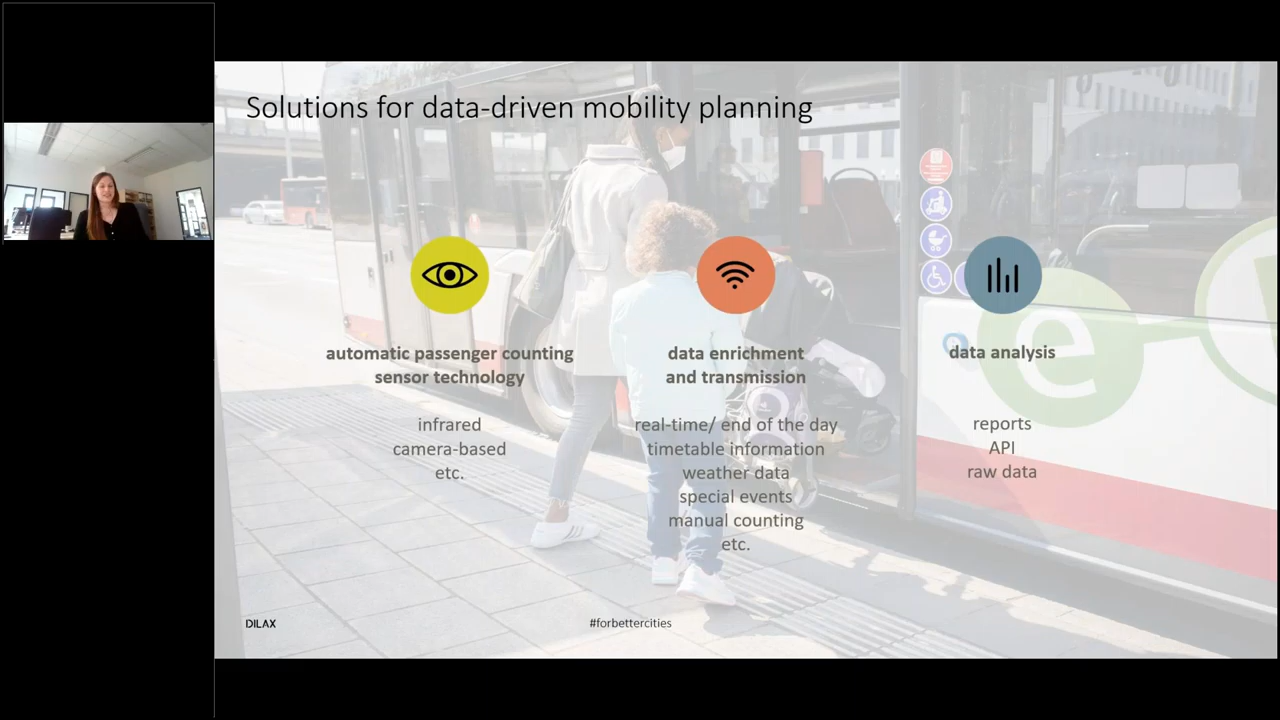 Solutions for data-driven mobility planning
automatic passenger counting
sensor technology
infrared
camera-based
etc.
data enrichment
and transmission
real-time/ end of the day
timetable information
weather data
special events
manual counting
etc.
data analysis
reports
API
raw data
e
DILAX
#forbettercities